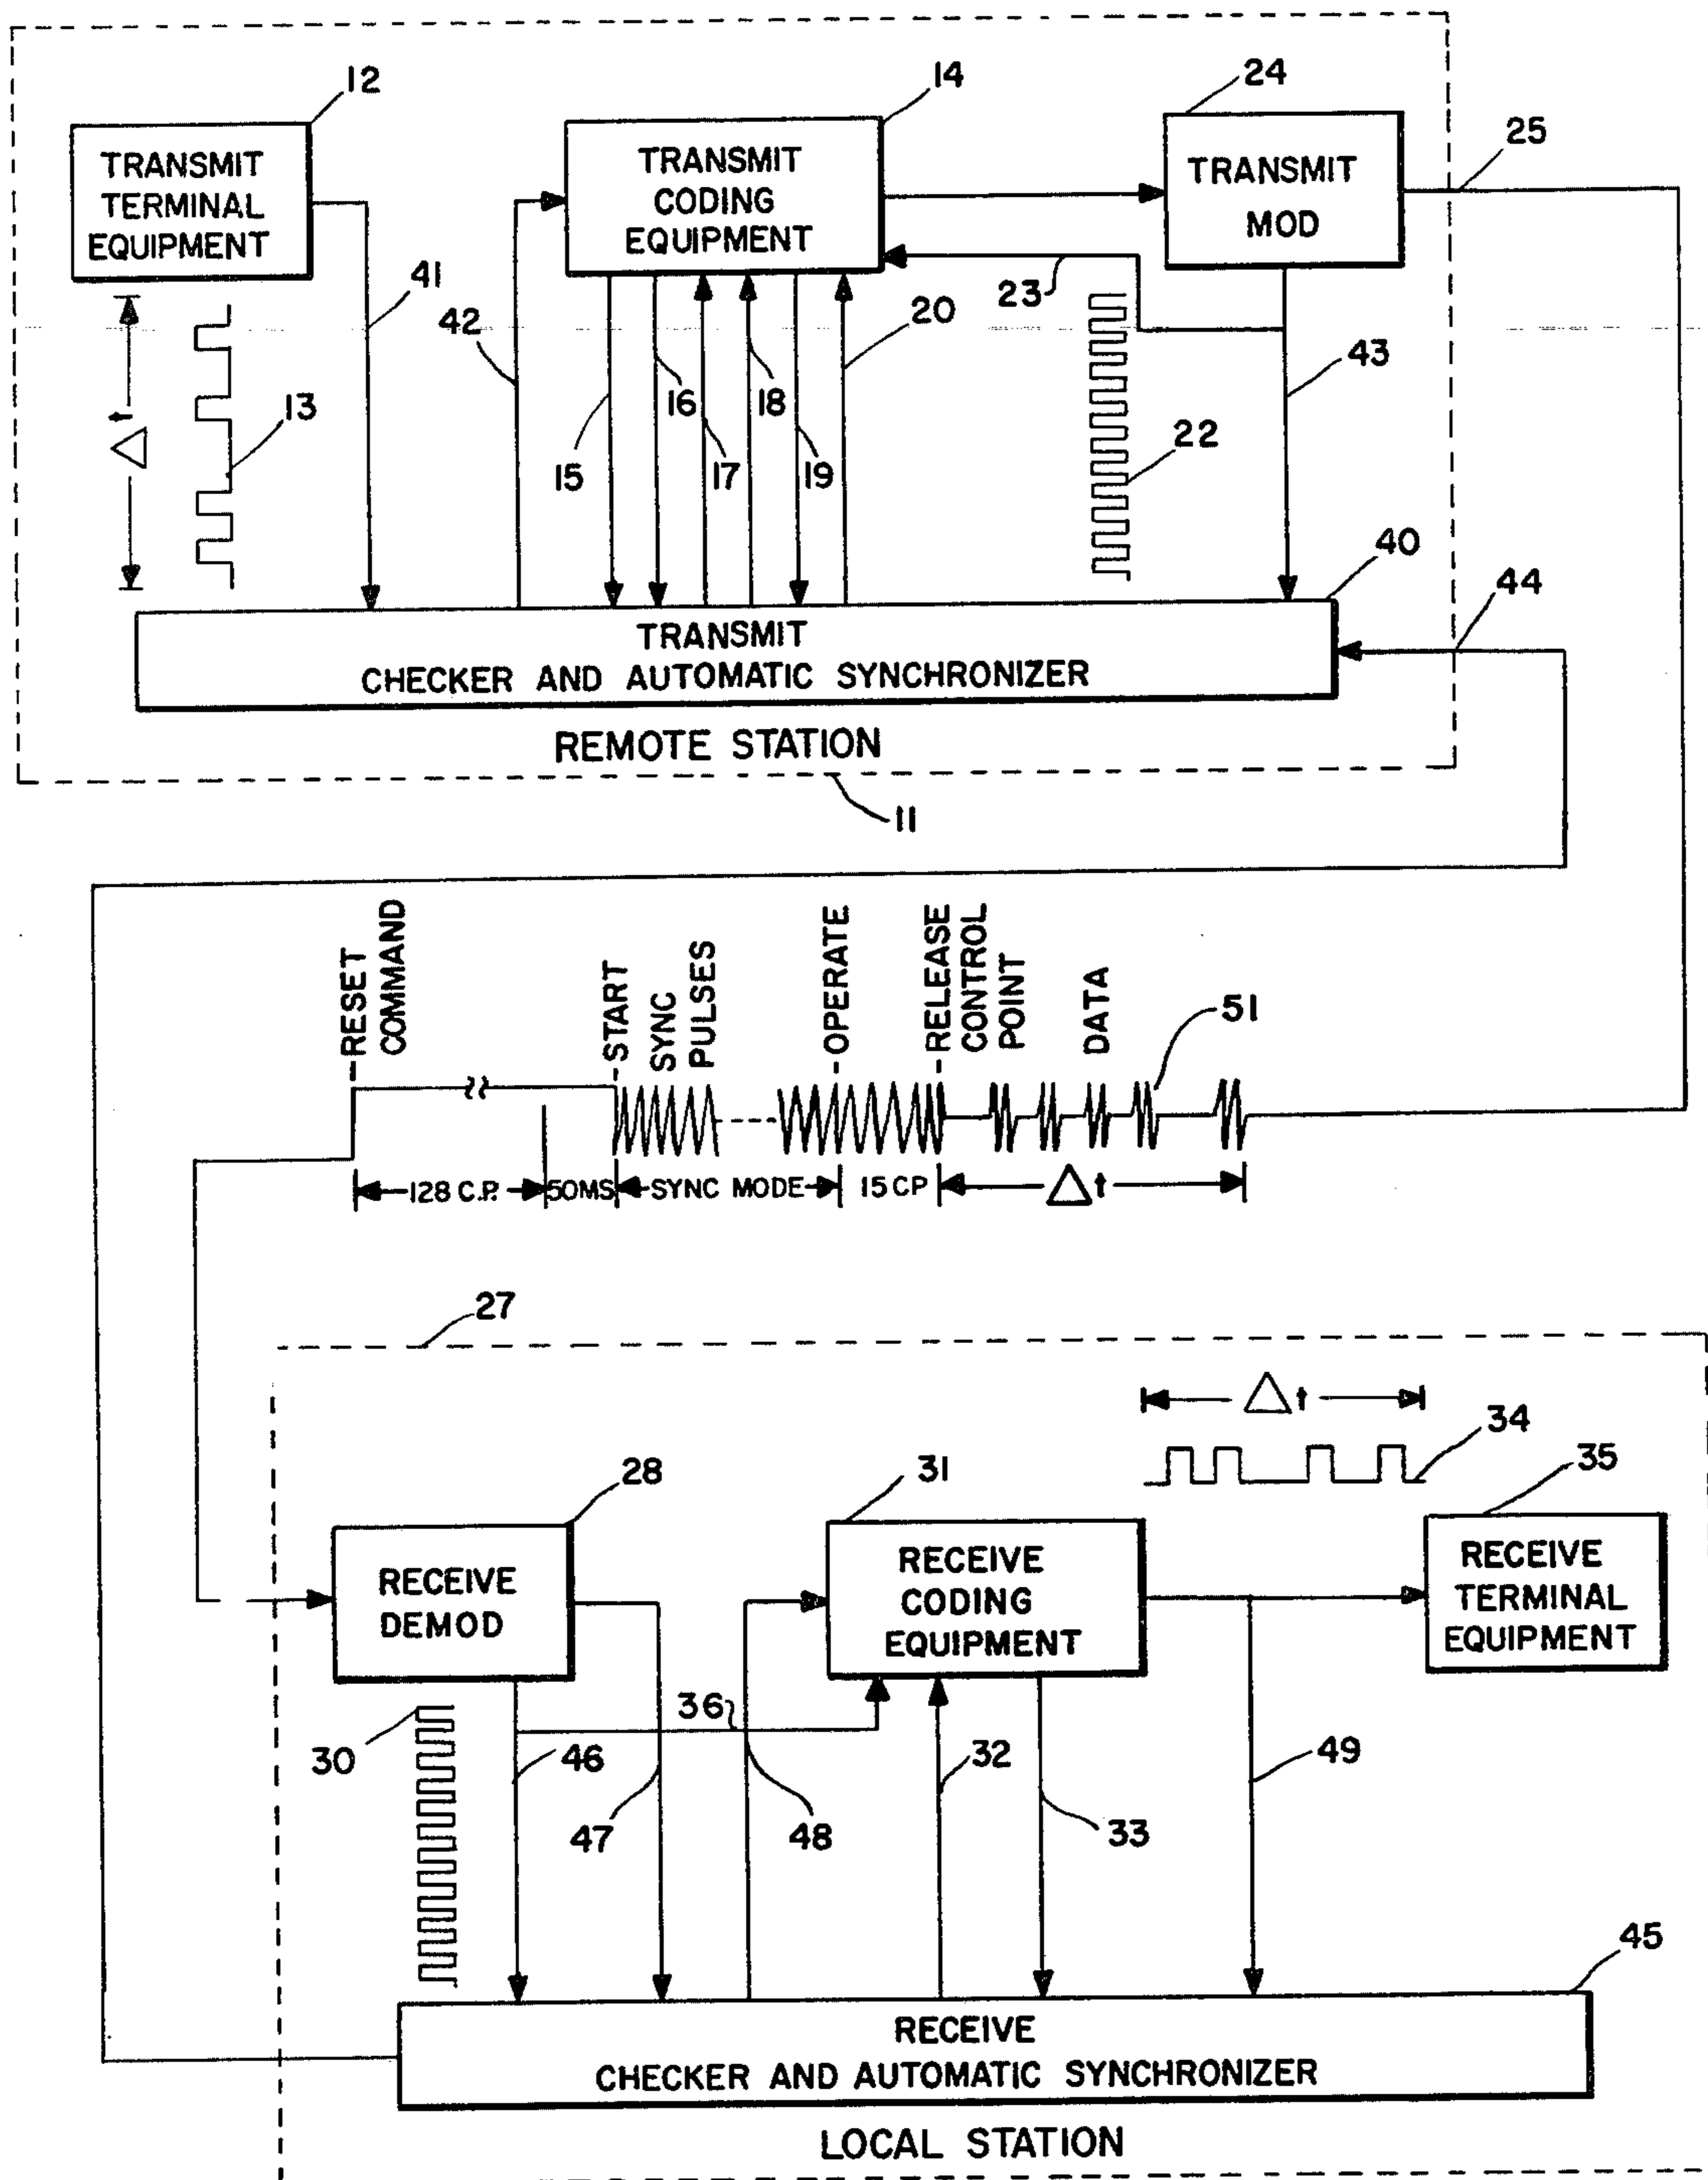 12
14
24
25
TRANSMIT
TERMINAL
EQUIPMENT
TRANSMIT
CODING
EQUIPMENT
TRANSMIT
MOD
41
42
23
20
43
Δt
13
15
16
17
18
19
22
40
44
TRANSMIT
CHECKER AND AUTOMATIC SYNCHRONIZER
REMOTE STATION
11
RESET
COMMAND
START
SYNC
PULSES
OPERATE
RELEASE
CONTROL
POINT
DATA
51
128 C.P.
50MS
SYNC MODE
15 CP
Δt
27
Δt
34
28
31
35
RECEIVE
DEMOD
RECEIVE
CODING
EQUIPMENT
RECEIVE
TERMINAL
EQUIPMENT
30
46
36
32
49
47
48
33
45
RECEIVE
CHECKER AND AUTOMATIC SYNCHRONIZER
LOCAL STATION